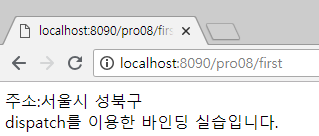 localhost:8090/pro08/firs
localhost:8090/pro08/first
주소:서울시 성북구
dispatch를 이용한 바인딩 실습입니다.